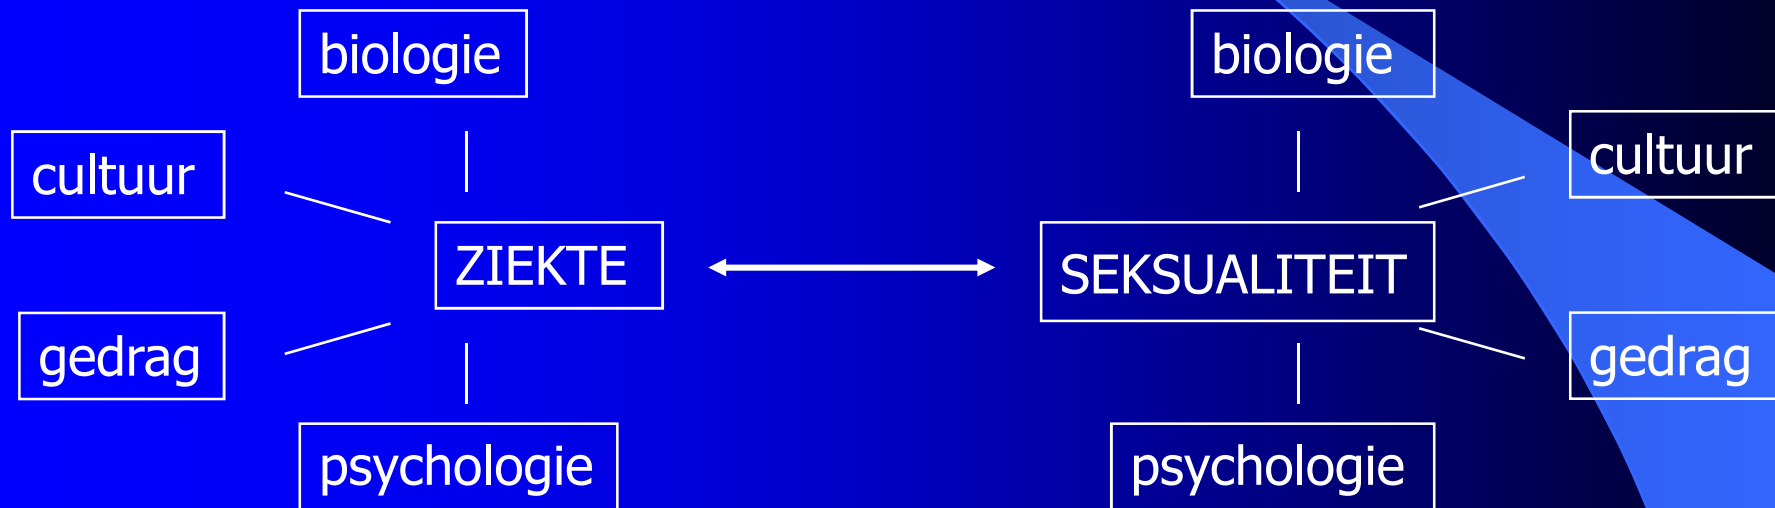 biologie
biologie
cultuur
cultuur
ZIEKTE
SEKSUALITEIT
gedrag
gedrag
psychologie
psychologie